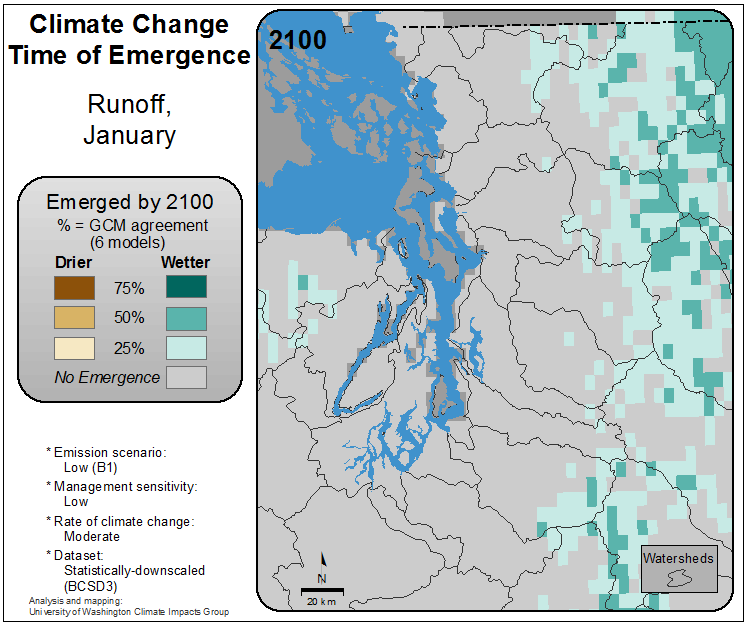 Climate Change
Time of Emergence
Runoff,
January
Emerged by 2100
% = GCM agreement
(6 models)
Drier Wetter
75%
50%
25%
No Emergence
* Emission scenario:
Low (B1)
* Management sensitivity:
Low
* Rate of climate change:
Moderate
* Dataset:
Statistically-downscaled
(BCSD3)
Analysis and mapping:
University of Washington Climate Impacts Group
2100
N
20 km
Watersheds